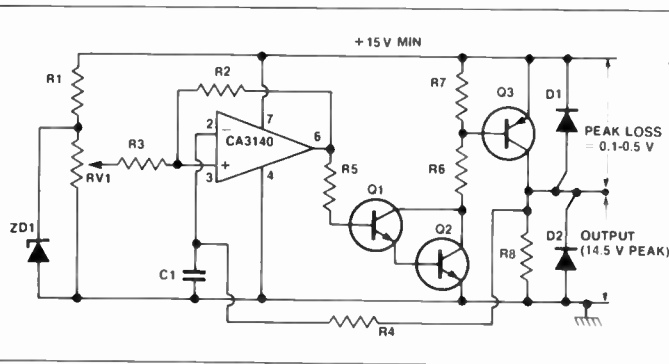 +15V MIN
R1
R2
R7
Q3
D1
7
2
−
CA3140
6
R3
+
3
4
RV1
R5
R6
PEAK LOSS
= 0.1-0.5 V
Q1
Q2
ZD1
C1
R8
D2
OUTPUT
(14.5 V PEAK)
R4